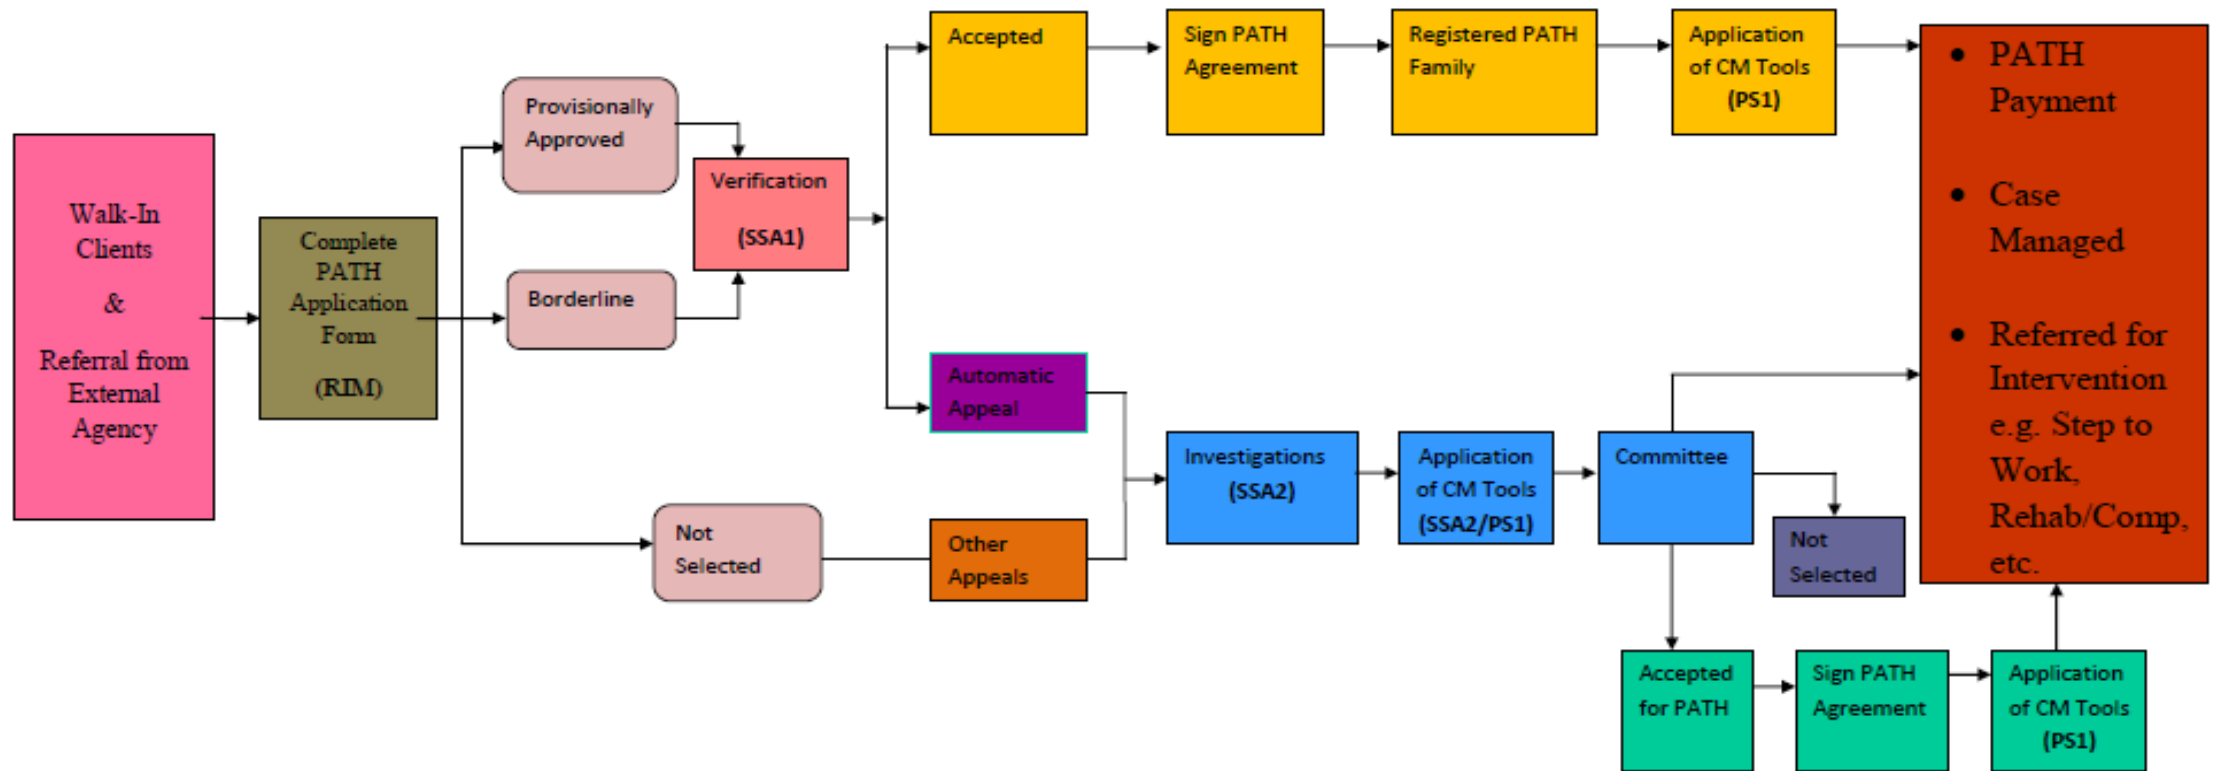 Walk-In
Clients
&
Referral from
External
Agency
Complete
PATH
Application
Form
(RIM)
Provisionally
Approved
Borderline
Not
Selected
Verification
(SSA1)
Accepted
Sign PATH
Agreement
Registered PATH
Family
Application
of CM Tools
(PS1)
Automatic
Appeal
Other
Appeals
Investigations
(SSA2)
Application
of CM Tools
(SSA2/PS1)
Committee
Not
Selected
Accepted
for PATH
Sign PATH
Agreement
Application
of CM Tools
(PS1)
• PATH
Payment
• Case
Managed
• Referred for
Intervention
e.g. Step to
Work,
Rehab/Comp,
etc.